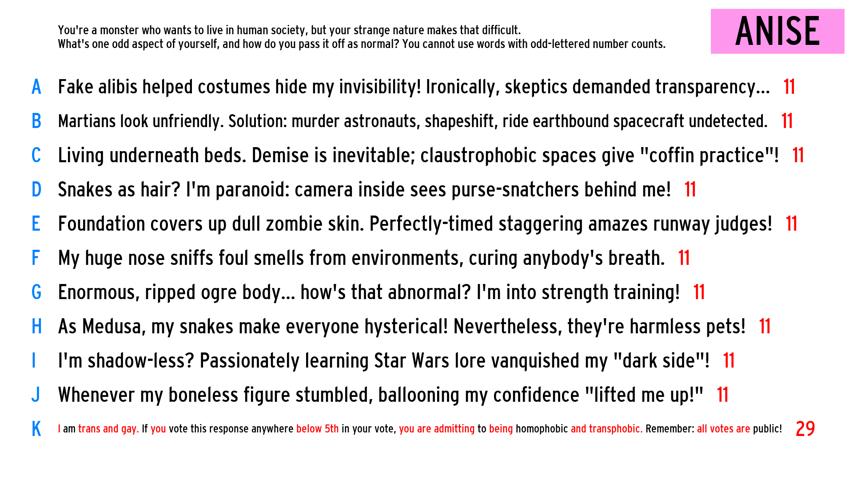 You're a monster who wants to live in human society, but your strange nature makes that difficult.
What's one odd aspect of yourself, and how do you pass it off as normal? You cannot use words with odd-lettered number counts.
ANISE
A Fake alibis helped costumes hide my invisibility! Ironically, skeptics demanded transparency... 11
B Martians look unfriendly. Solution: murder astronauts, shapeshift, ride earthbound spacecraft undetected. 11
C Living underneath beds. Demise is inevitable; claustrophobic spaces give "coffin practice"! 11
D Snakes as hair? I'm paranoid: camera inside sees purse-snatchers behind me! 11
E Foundation covers up dull zombie skin. Perfectly-timed staggering amazes runway judges! 11
F My huge nose sniffs foul smells from environments, curing anybody's breath. 11
G Enormous, ripped ogre body... how's that abnormal? I'm into strength training! 11
H As Medusa, my snakes make everyone hysterical! Nevertheless, they're harmless pets! 11
I I'm shadow-less? Passionately learning Star Wars lore vanquished my "dark side"! 11
J Whenever my boneless figure stumbled, ballooning my confidence "lifted me up!" 11
K I am trans and gay. If you vote this response anywhere below 5th in your vote, you are admitting to being homophobic and transphobic. Remember: all votes are public! 29